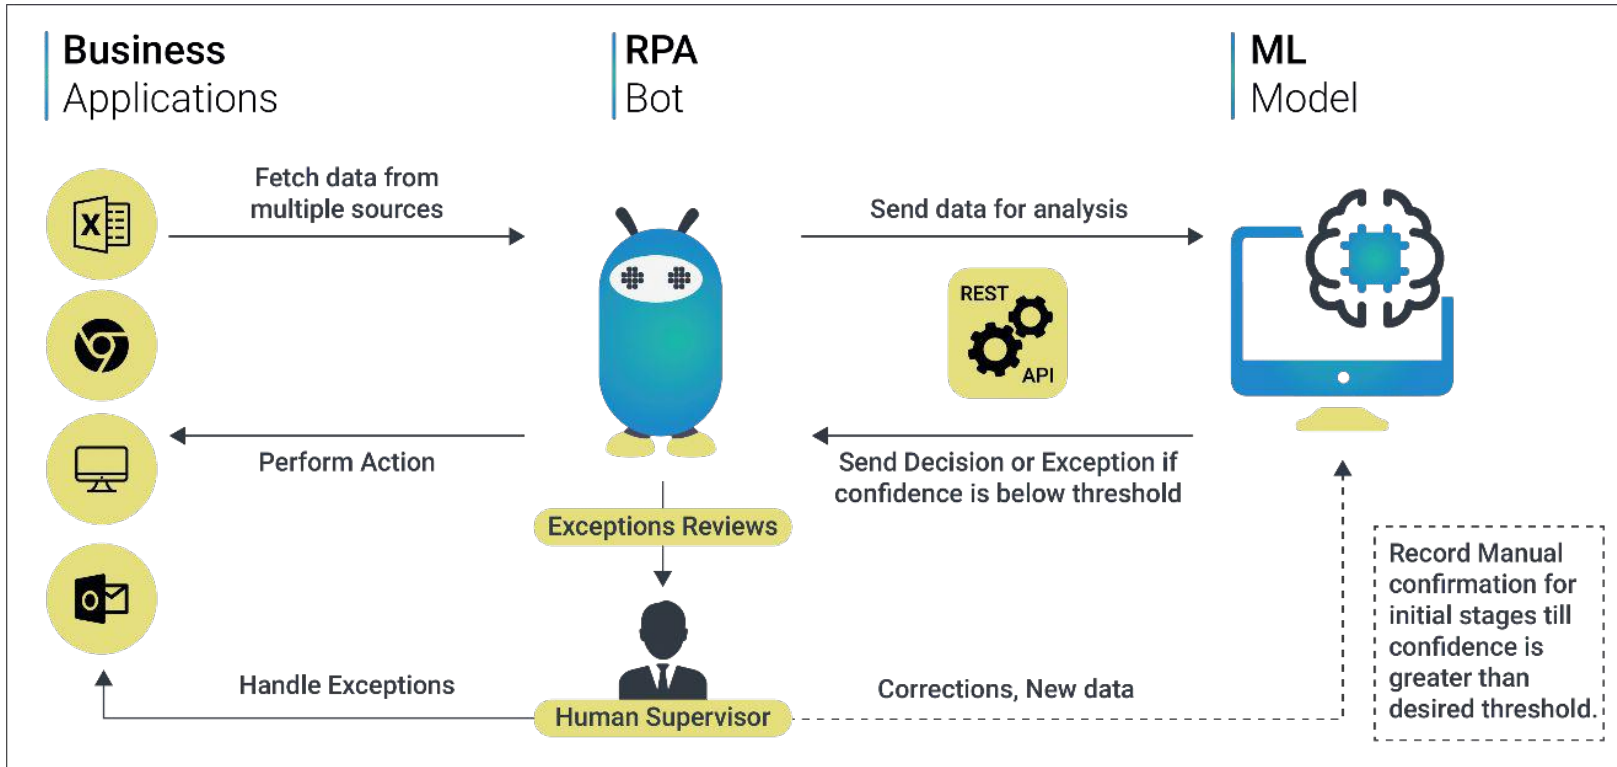 Business
Applications
RPA
Bot
ML
Model
Fetch data from
multiple sources
Send data for analysis
X
REST
API
Perform Action
Send Decision or Exception if
confidence is below threshold
Exceptions Reviews
O
Record Manual
confirmation for
initial stages till
confidence is
greater than
desired threshold.
Handle Exceptions
Corrections, New data
Human Supervisor